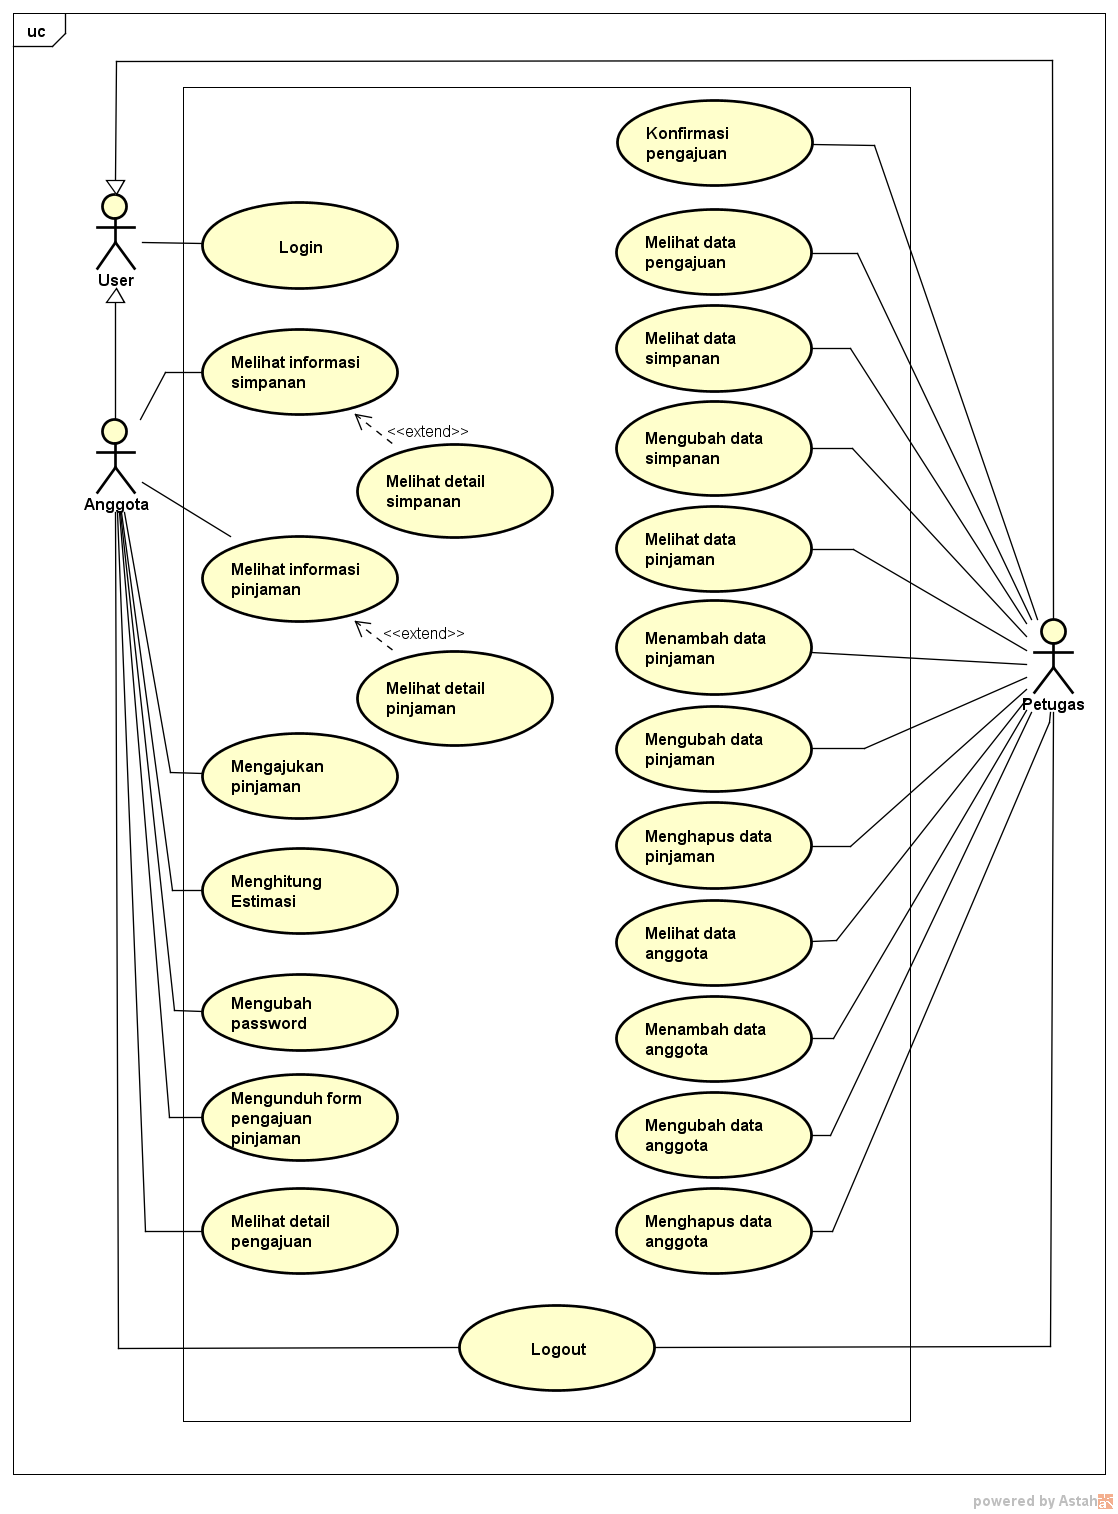 uc
User
Login
Melihat informasi
simpanan
<<extend>>
Melihat detail
simpanan
Anggota
Melihat informasi
pinjaman
<<extend>>
Melihat detail
pinjaman
Mengajukan
pinjaman
Menghitung
Estimasi
Mengubah
password
Mengunduh form
pengajuan
pinjaman
Melihat detail
pengajuan
Konfirmasi
pengajuan
Melihat data
pengajuan
Melihat data
simpanan
Mengubah data
simpanan
Melihat data
pinjaman
Menambah data
pinjaman
Mengubah data
pinjaman
Menghapus data
pinjaman
Melihat data
anggota
Menambah data
anggota
Mengubah data
anggota
Menghapus data
anggota
Petugas
Logout
powered by Astah